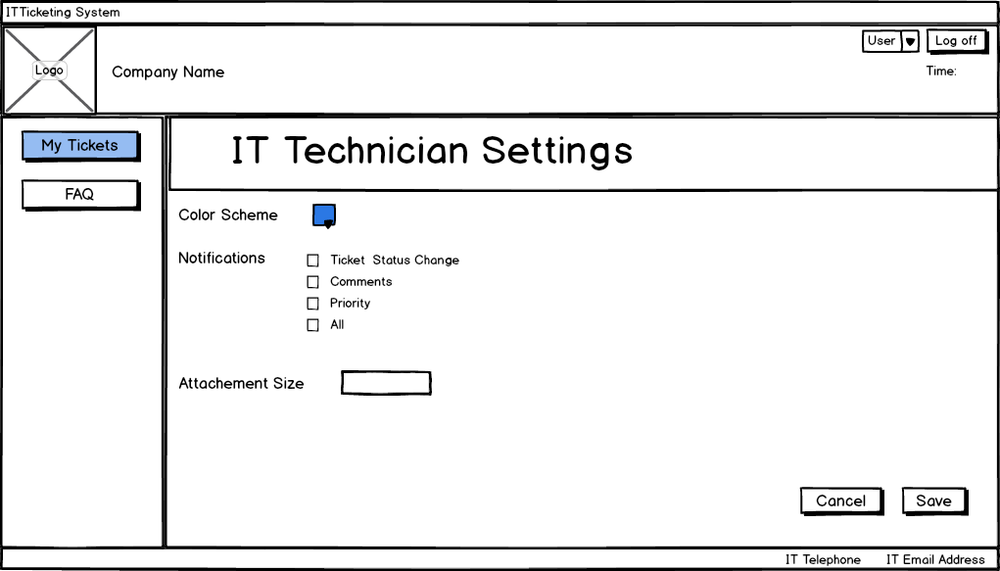 ITTicketing System
User
Log off
Logo
Company Name
Time:
My Tickets
FAQ
IT Technician Settings
Color Scheme
Notifications
Ticket Status Change
Comments
Priority
All
Attachement Size
Cancel
Save
IT Telephone
IT Email Address